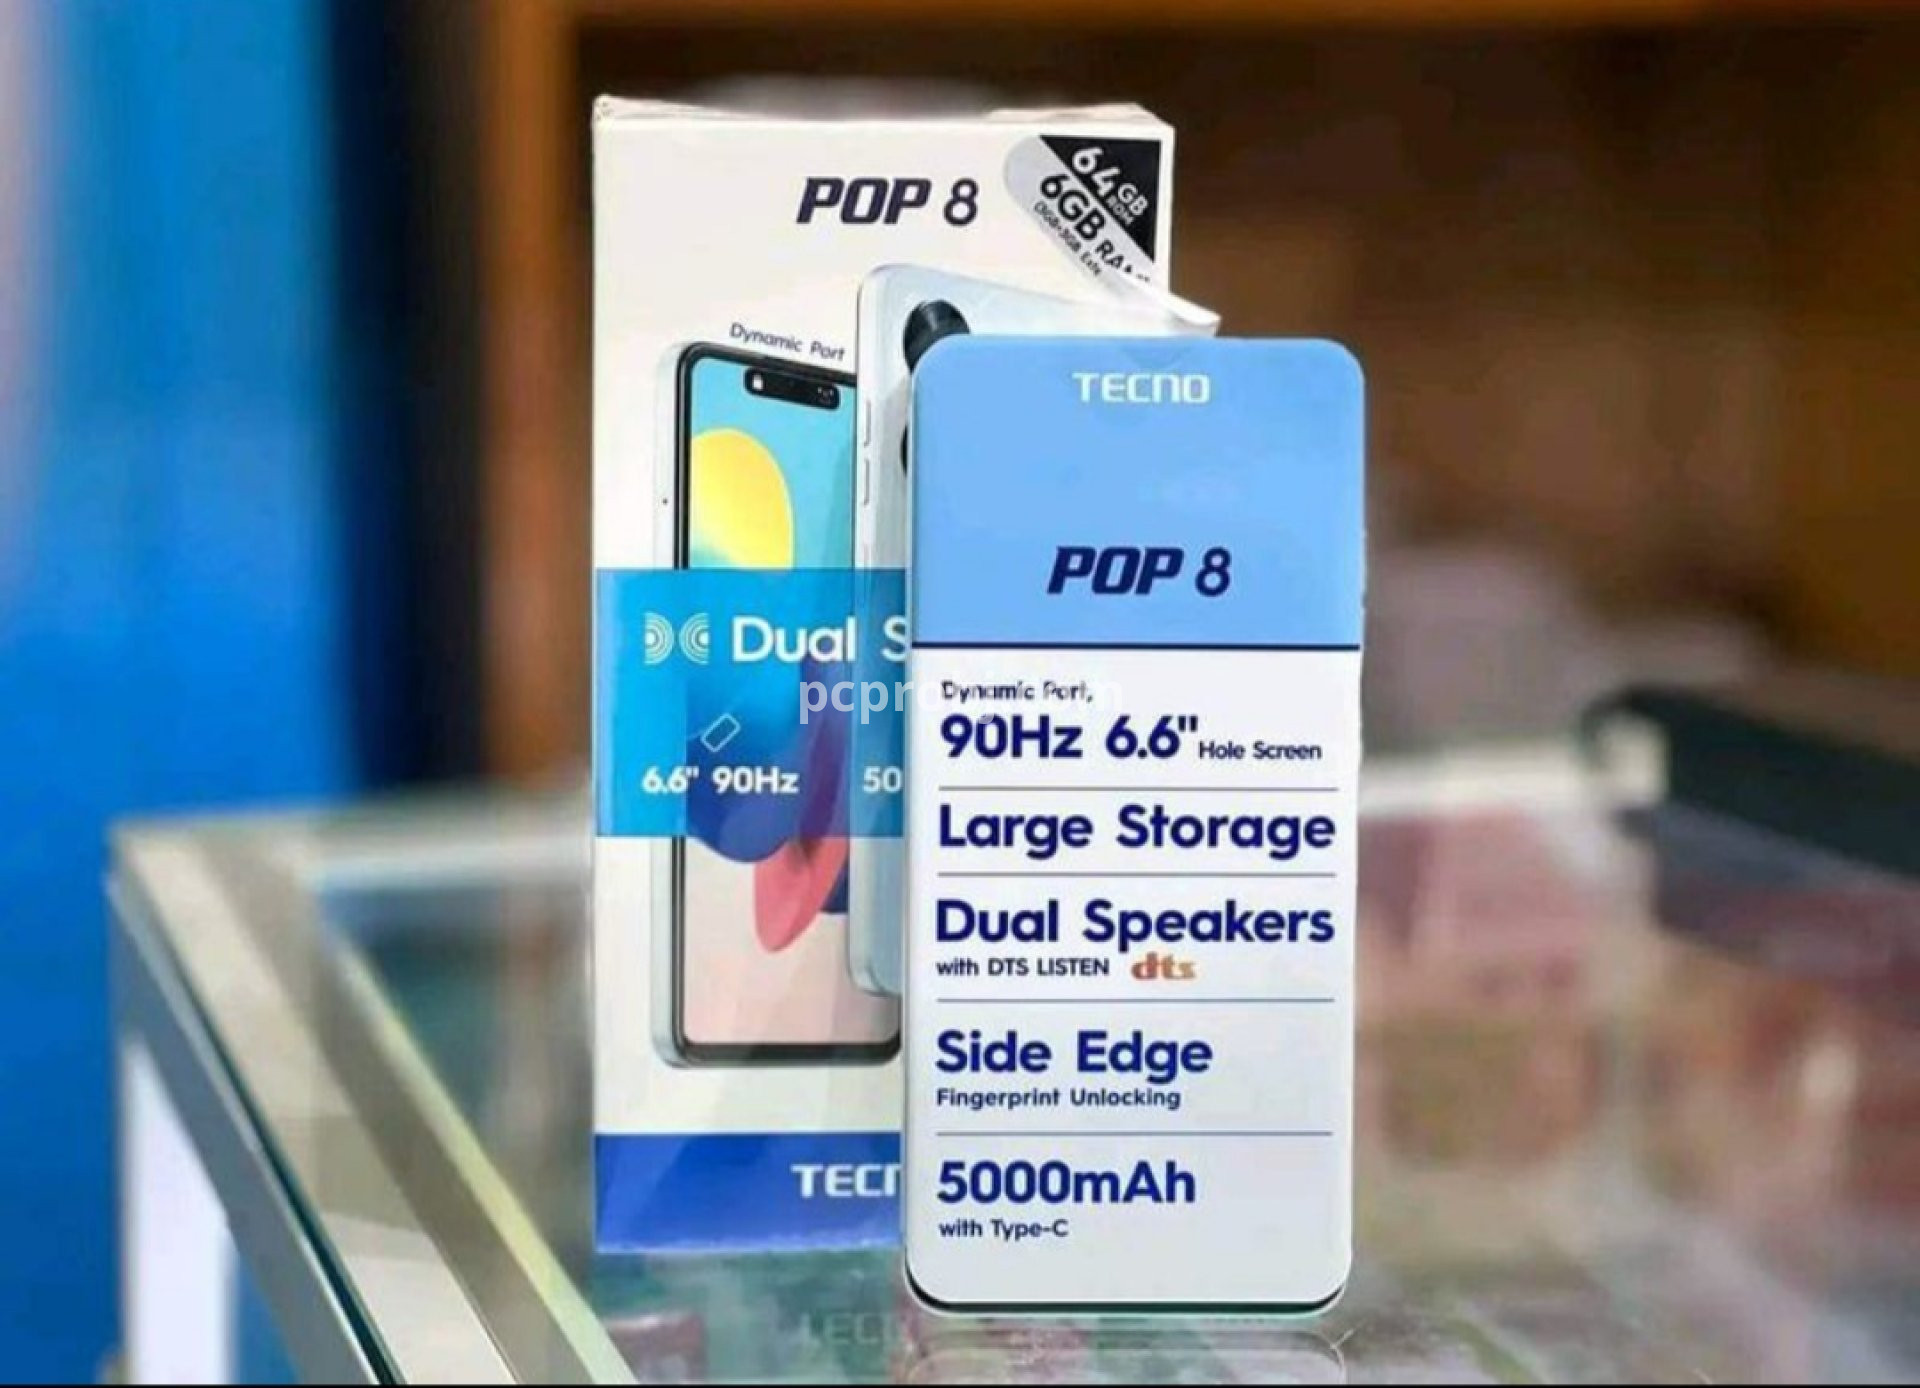 POP 8
64GB
ROM
6GB RAM
Dynamic Port
Dual S
6.6" 90Hz
50
TECN
TECNO
POP 8
Dynamic Port,
90Hz 6.6" Hole Screen
Large Storage
Dual Speakers
with DTS LISTEN dts
Side Edge
Fingerprint Unlocking
5000mAh
with Type-C